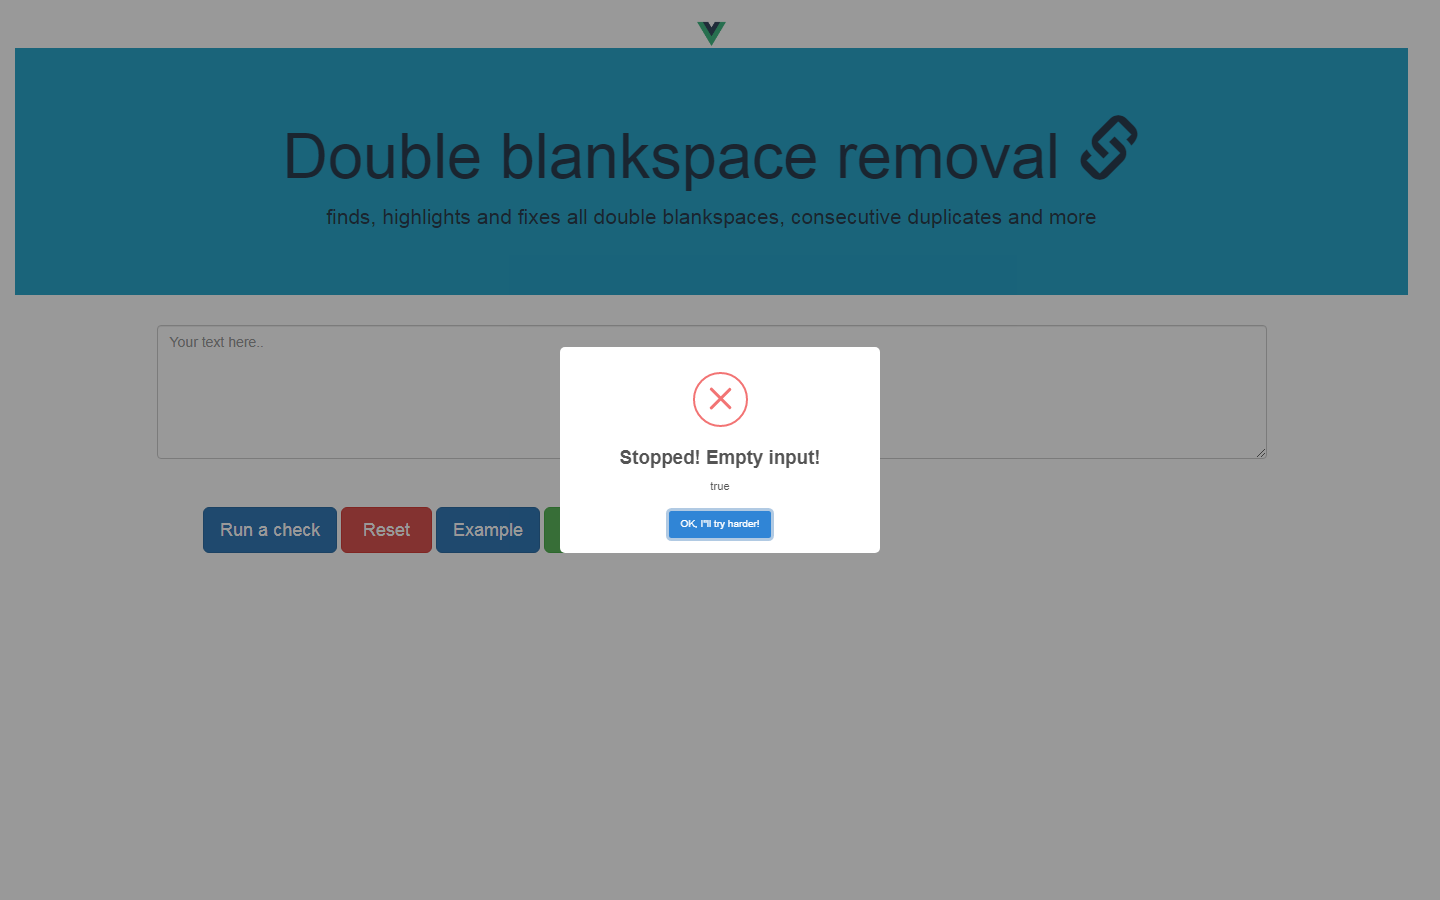 Double blankspace removal
finds, highlights and fixes all double blankspaces, consecutive duplicates and more
Your text here..
Stopped! Empty input!
true
OK, I"ll try harder!
Run a check
Reset
Example